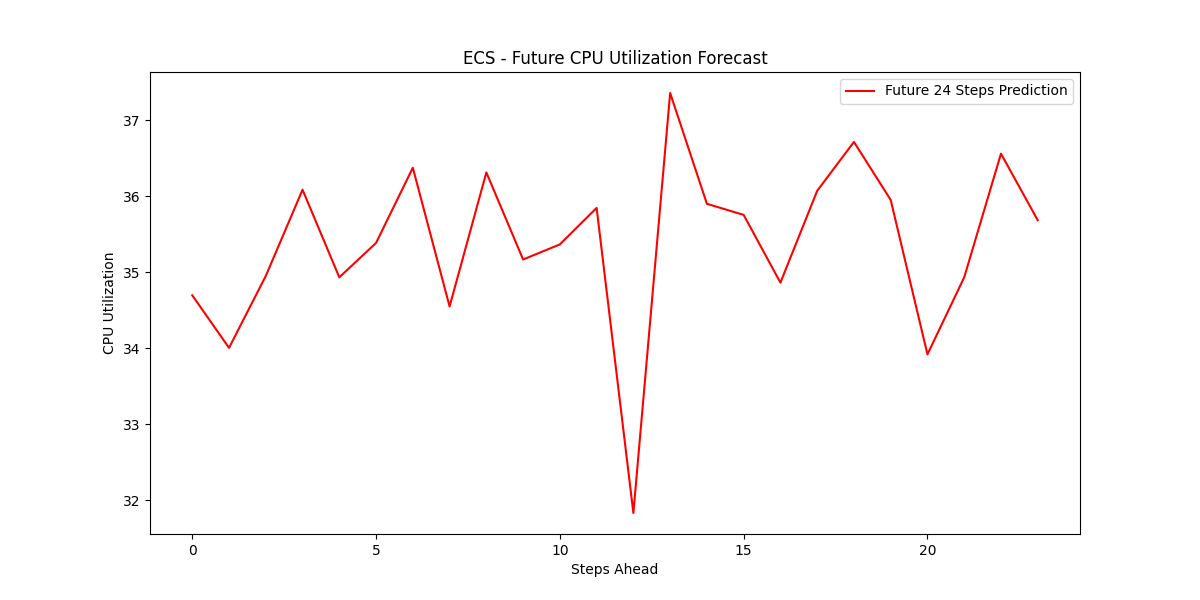 ECS - Future CPU Utilization Forecast
Future 24 Steps Prediction
CPU Utilization
37
36
35
34
33
32
0 5 10 15 20
Steps Ahead